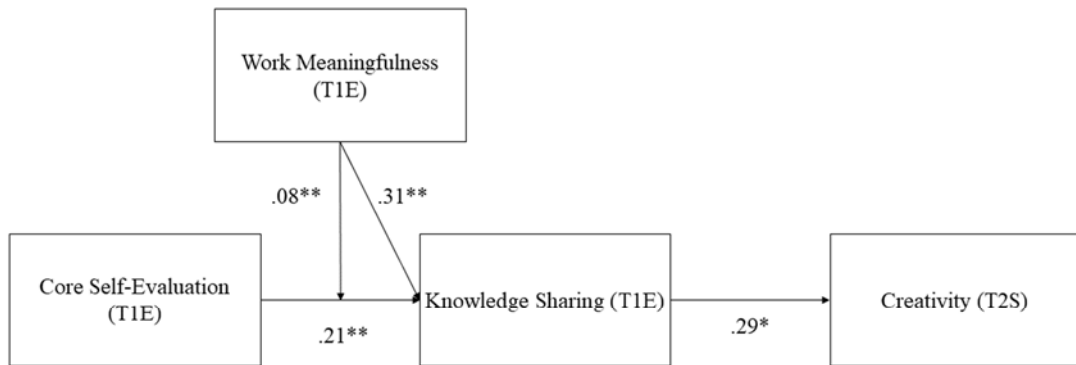 Work Meaningfulness
(T1E)
.08**
.31**
Core Self-Evaluation
(T1E)
.21**
Knowledge Sharing (T1E)
.29*
Creativity (T2S)